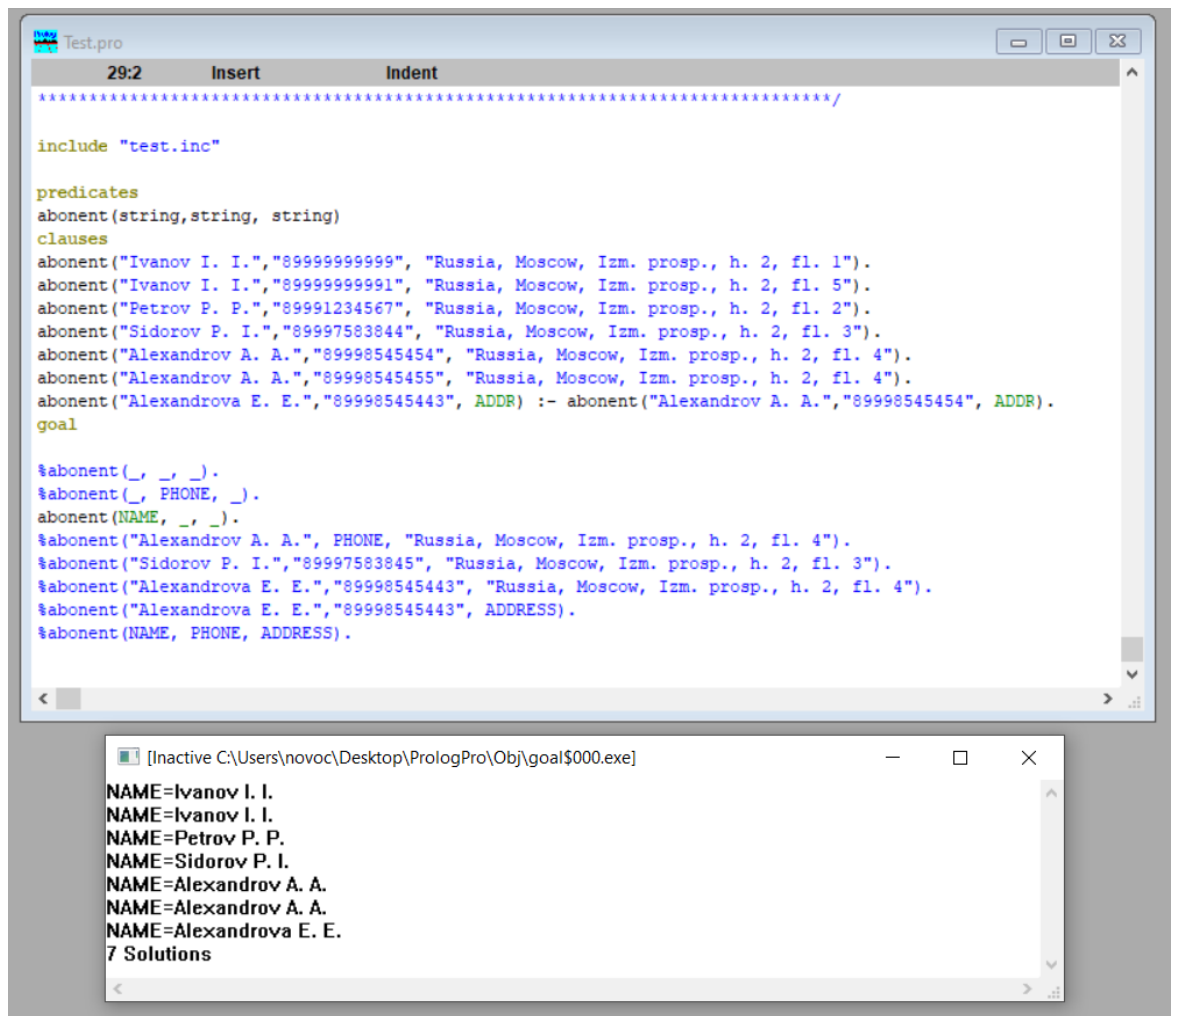 Test.pro
29:2 Insert Indent
******************************************************************************/
include "test.inc"
predicates
abonent(string,string, string)
clauses
abonent("Ivanov I. I.","89999999999", "Russia, Moscow, Izm. prosp., h. 2, fl. 1").
abonent("Ivanov I. I.","89999999991", "Russia, Moscow, Izm. prosp., h. 2, fl. 5").
abonent("Petrov P. P.","89991234567", "Russia, Moscow, Izm. prosp., h. 2, fl. 2").
abonent("Sidorov P. I.","89997583844", "Russia, Moscow, Izm. prosp., h. 2, fl. 3").
abonent("Alexandrov A. A.","89998545454", "Russia, Moscow, Izm. prosp., h. 2, fl. 4").
abonent("Alexandrov A. A.","89998545455", "Russia, Moscow, Izm. prosp., h. 2, fl. 4").
abonent("Alexandrova E. E.","89998545443", ADDR) :- abonent("Alexandrov A. A.","89998545454", ADDR).
goal
%abonent(_, _, _).
%abonent(_, PHONE, _).
abonent(NAME, _, _).
%abonent("Alexandrov A. A.", PHONE, "Russia, Moscow, Izm. prosp., h. 2, fl. 4").
%abonent("Sidorov P. I.","89997583845", "Russia, Moscow, Izm. prosp., h. 2, fl. 3").
%abonent("Alexandrova E. E.","89998545443", "Russia, Moscow, Izm. prosp., h. 2, fl. 4").
%abonent("Alexandrova E. E.","89998545443", ADDRESS).
%abonent(NAME, PHONE, ADDRESS).
[Inactive C:\Users\novoc\Desktop\PrologPro\Obj\goal$000.exe]
NAME=Ivanov I. I.
NAME=Ivanov I. I.
NAME=Petrov P. P.
NAME=Sidorov P. I.
NAME=Alexandrov A. A.
NAME=Alexandrov A. A.
NAME=Alexandrova E. E.
7 Solutions